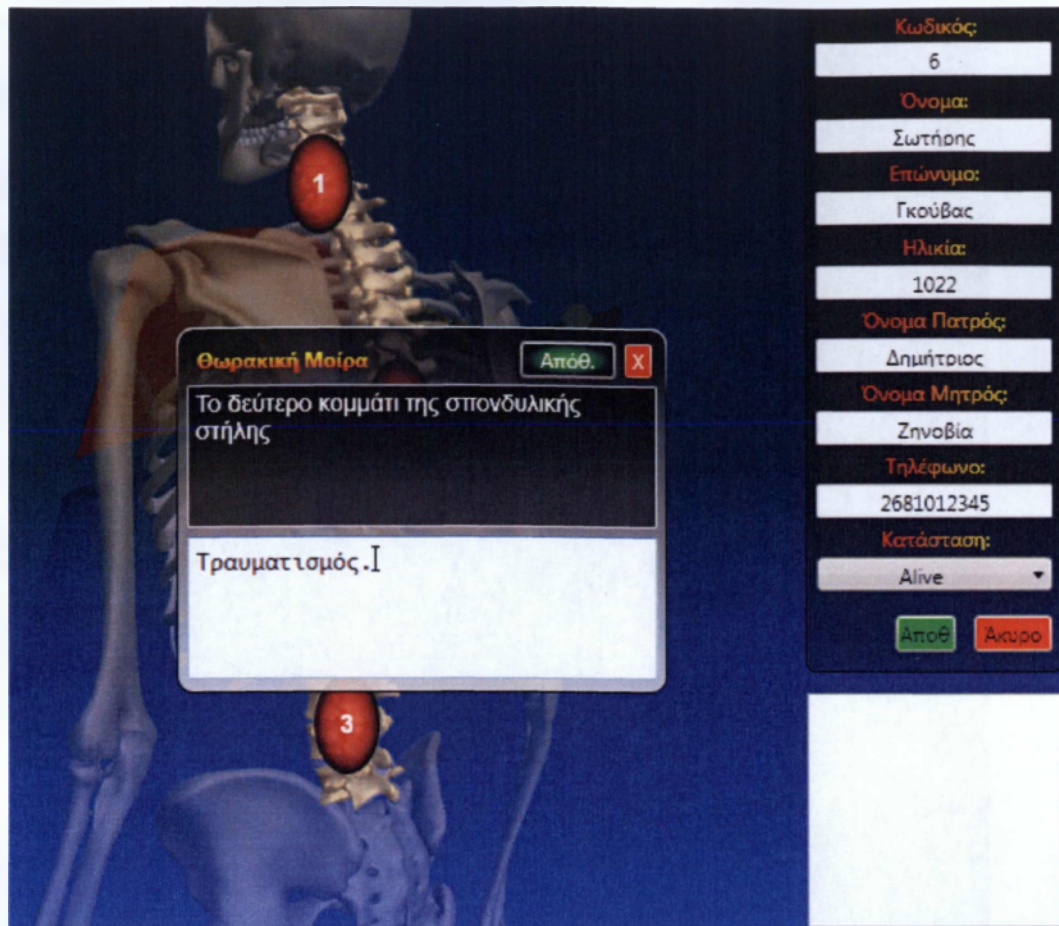 Κωδικός:
6
Όνομα:
Σωτήρης
Επώνυμο:
Γκούβας
Ηλικία:
1022
Όνομα Πατρός:
Δημήτριος
Όνομα Μητρός:
Ζηνοβία
Τηλέφωνο:
2681012345
Κατάσταση:
Alive
Αποθ Άκυρο
1
Θωρακική Μοίρα Απόθ. X
Το δεύτερο κομμάτι της σπονδυλικής
στήλης
Τραυματισμός.
3